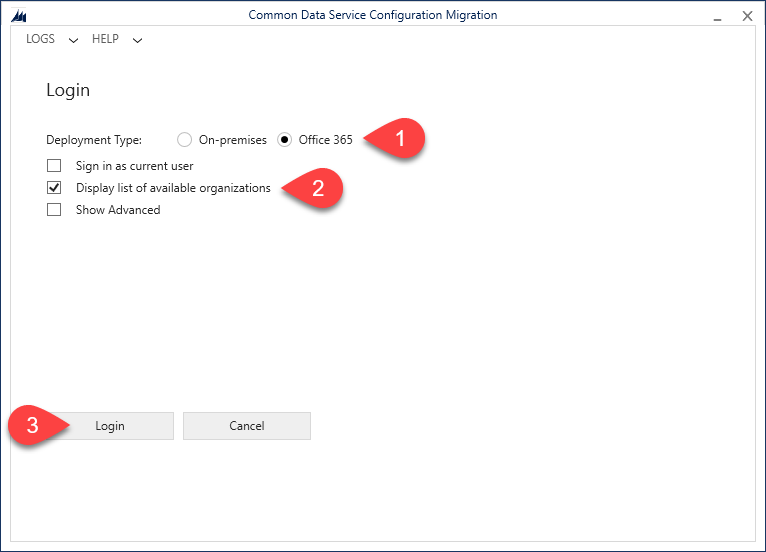 Common Data Service Configuration Migration
LOGS HELP
Login
Deployment Type: On-premises Office 365 1
Sign in as current user
Display list of available organizations 2
Show Advanced
3 Login Cancel